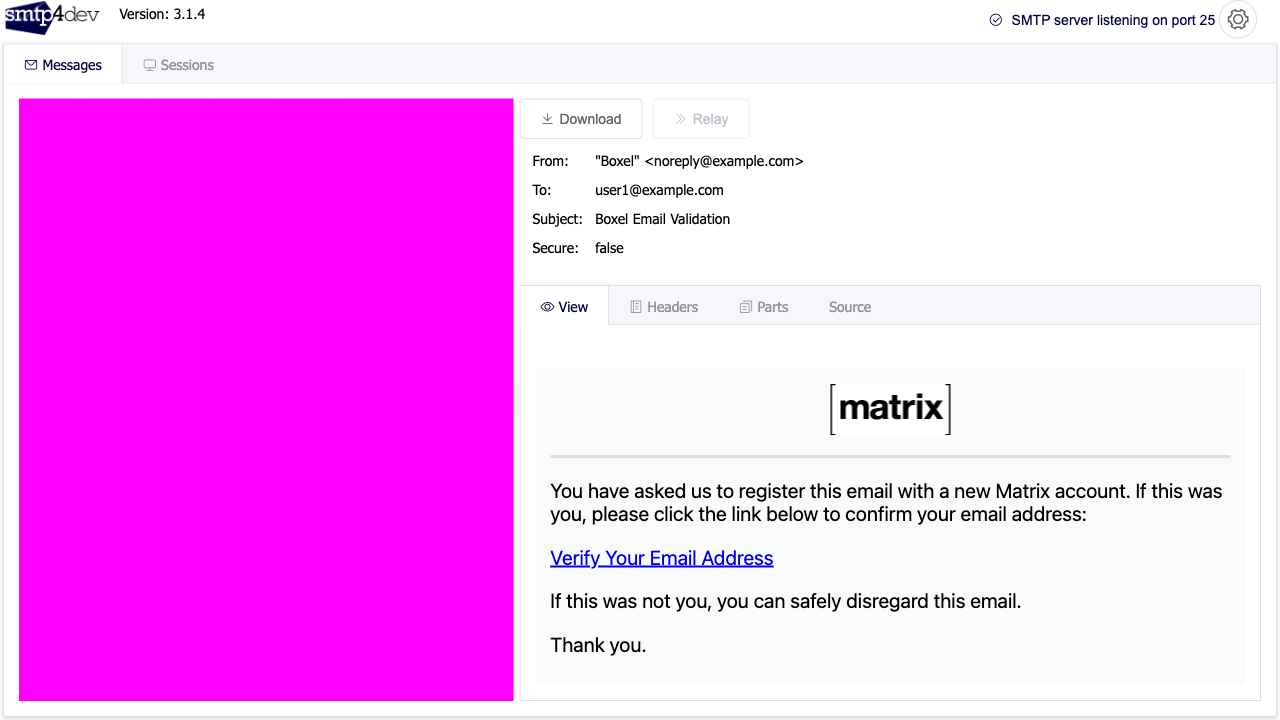 smtp4dev Version: 3.1.4 SMTP server listening on port 25
Messages Sessions
Download Relay
From: "Boxel" <noreply@example.com>
To: user1@example.com
Subject: Boxel Email Validation
Secure: false
View Headers Parts Source
[matrix]
You have asked us to register this email with a new Matrix account. If this was
you, please click the link below to confirm your email address:
Verify Your Email Address
If this was not you, you can safely disregard this email.
Thank you.